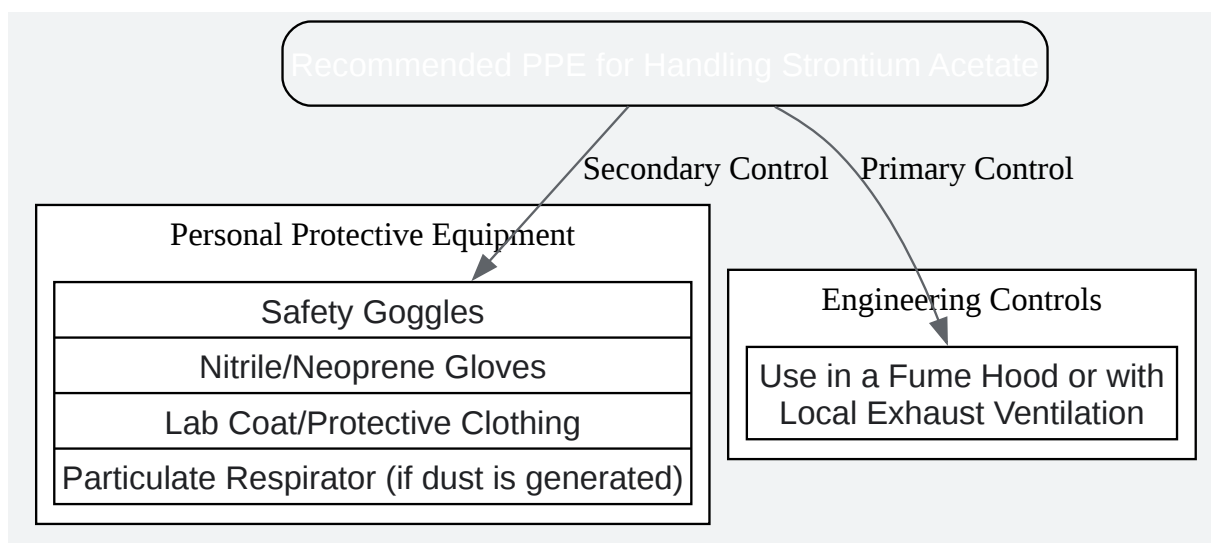 Recommended PPE for Handling Strontium Acetate
Secondary Control
Primary Control
Personal Protective Equipment
Safety Goggles
Nitrile/Neoprene Gloves
Lab Coat/Protective Clothing
Particulate Respirator (if dust is generated)
Engineering Controls
Use in a Fume Hood or with
Local Exhaust Ventilation